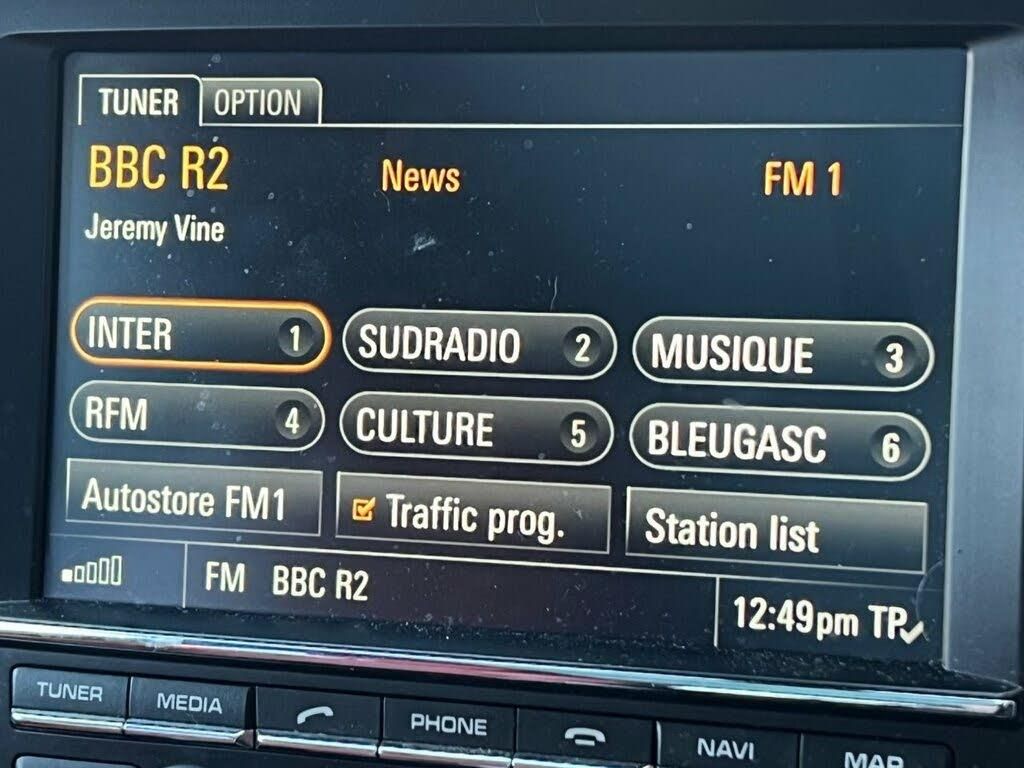 TUNER OPTION
BBC R2 News FM 1
Jeremy Vine
INTER 1 SUDRADIO 2 MUSIQUE 3
RFM 4 CULTURE 5 BLEUGASC 6
Autostore FM1 Traffic prog. Station list
FM BBC R2 12:49pm TP
TUNER MEDIA PHONE NAVI MAP